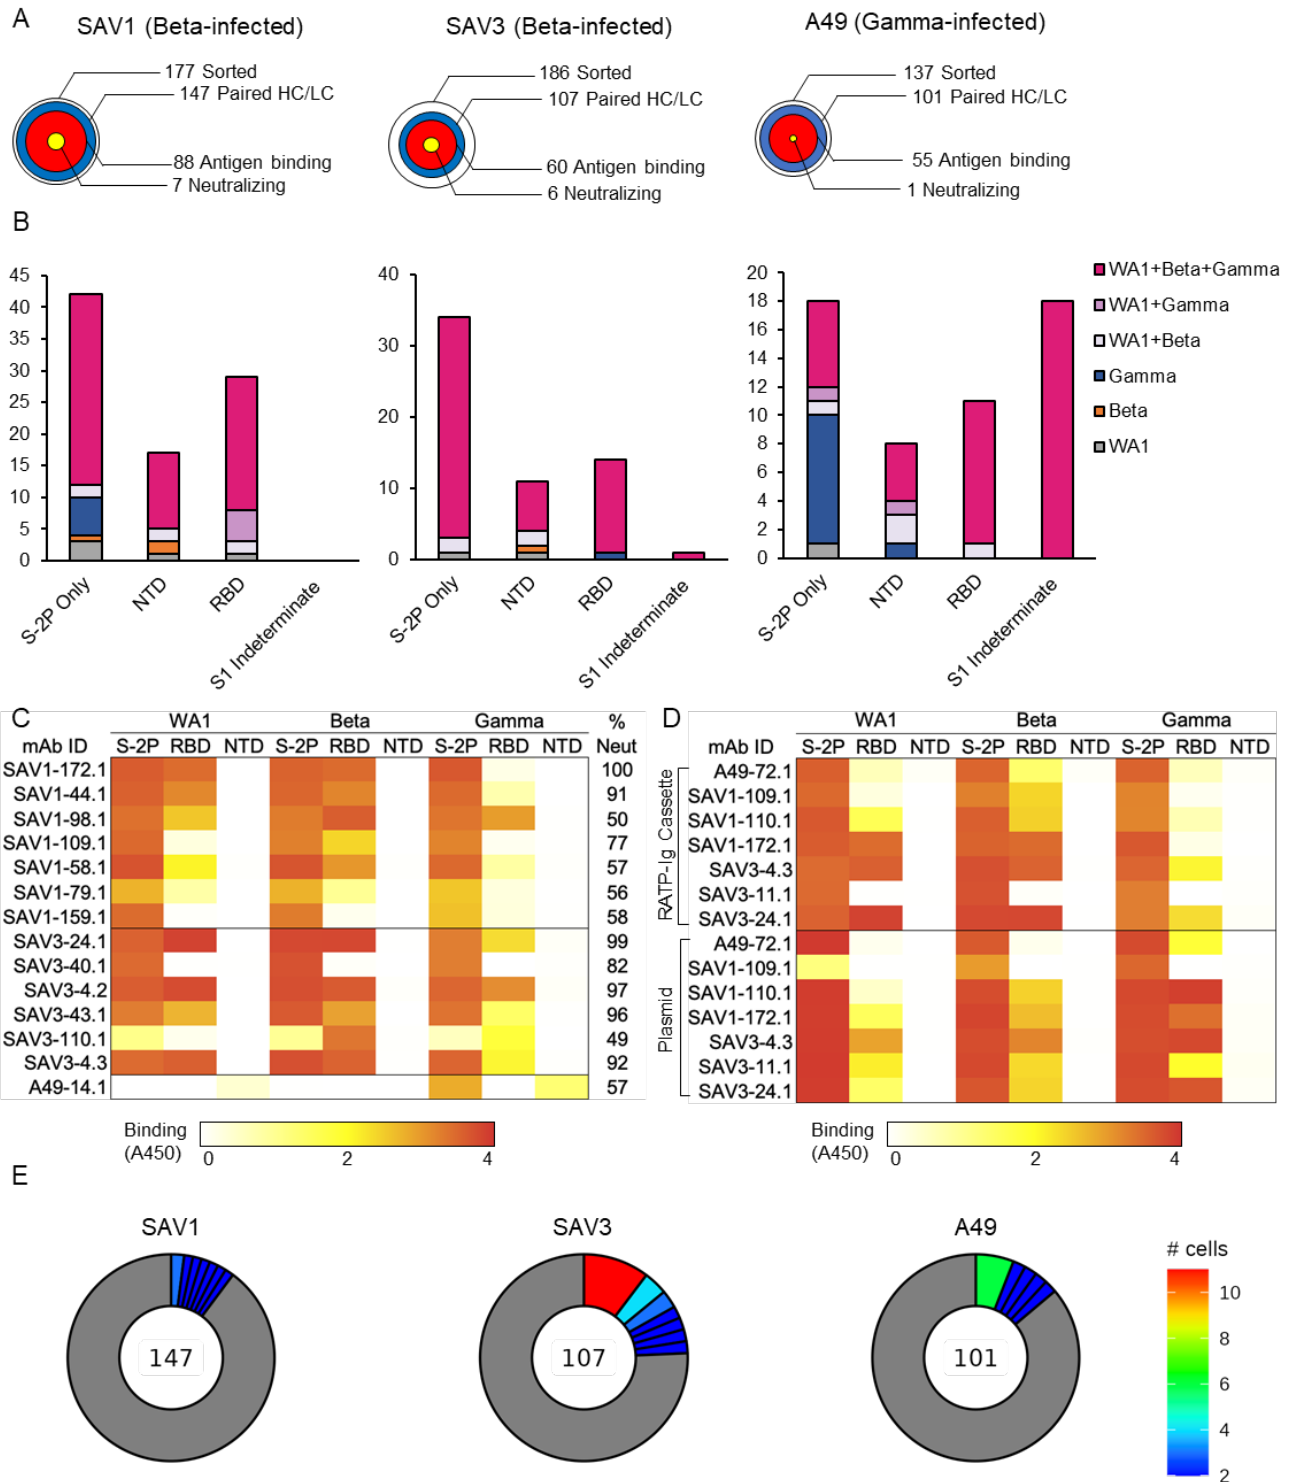 A
SAV1 (Beta-infected)
SAV3 (Beta-infected)
A49 (Gamma-infected)
177 Sorted
147 Paired HC/LC
88 Antigen binding
7 Neutralizing
186 Sorted
107 Paired HC/LC
60 Antigen binding
6 Neutralizing
137 Sorted
101 Paired HC/LC
55 Antigen binding
1 Neutralizing
B
45
40
35
30
25
20
15
10
5
0
S-2P Only
NTD
RBD
S1 Indeterminate
40
30
20
10
0
S-2P Only
NTD
RBD
S1 Indeterminate
20
18
16
14
12
10
8
6
4
2
0
S-2P Only
NTD
RBD
S1 Indeterminate
WA1+Beta+Gamma
WA1+Gamma
WA1+Beta
Gamma
Beta
WA1
C
WA1 Beta Gamma %
mAb ID S-2P RBD NTD S-2P RBD NTD S-2P RBD NTD Neut
SAV1-172.1 100
SAV1-44.1 91
SAV1-98.1 50
SAV1-109.1 77
SAV1-58.1 57
SAV1-79.1 56
SAV1-159.1 58
SAV3-24.1 99
SAV3-40.1 82
SAV3-4.2 97
SAV3-43.1 96
SAV3-110.1 49
SAV3-4.3 92
A49-14.1 57
Binding
(A450)
0 2 4
D
WA1 Beta Gamma
mAb ID S-2P RBD NTD S-2P RBD NTD S-2P RBD NTD
RATP-Ig Cassette
A49-72.1
SAV1-109.1
SAV1-110.1
SAV1-172.1
SAV3-4.3
SAV3-11.1
SAV3-24.1
Plasmid
A49-72.1
SAV1-109.1
SAV1-110.1
SAV1-172.1
SAV3-4.3
SAV3-11.1
SAV3-24.1
Binding
(A450)
0 2 4
E
SAV1
147
SAV3
107
A49
101
# cells
10
8
6
4
2